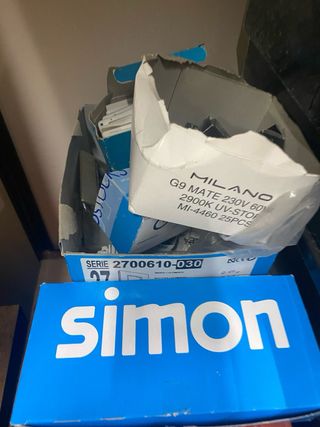 MILANO
G9 MATE 230V 60W
2900K UV-STOP
MI-4460 25PCS
SERIE 2700610-030
27
simon